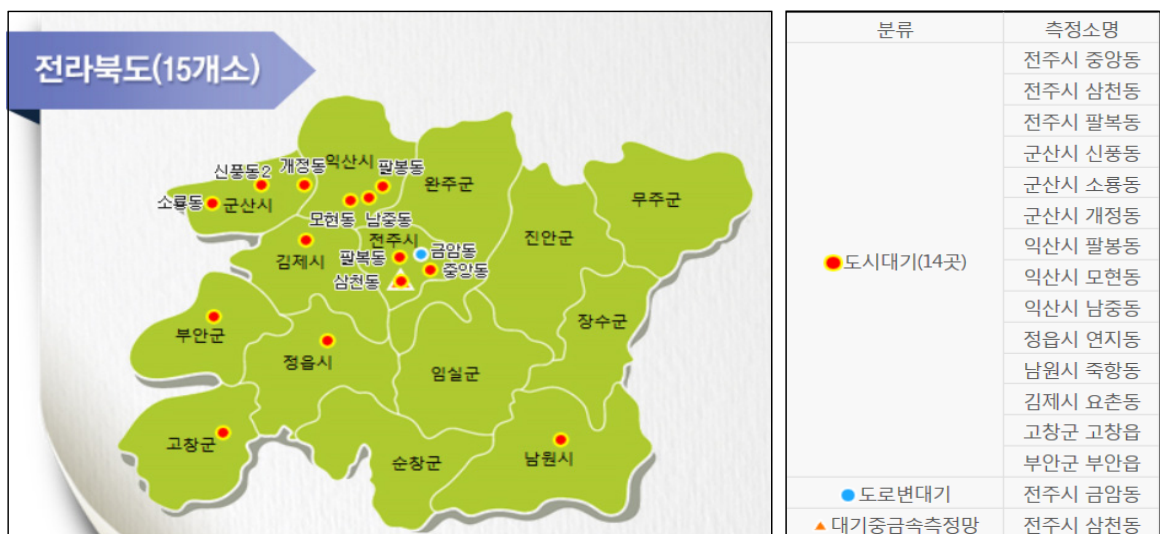 전라북도(15개소)
신풍동2
개정동
익산시
팔봉동
완주군
무주군
소룡동
군산시
모현동
남중동
전주시
진안군
김제시
팔복동
금암동
삼천동
중앙동
부안군
장수군
정읍시
임실군
고창군
순창군
남원시
분류 측정소명
전주시 중앙동
전주시 삼천동
전주시 팔복동
군산시 신풍동
군산시 소룡동
군산시 개정동
익산시 팔봉동
도시대기(14곳)
익산시 모현동
익산시 남중동
정읍시 연지동
남원시 죽항동
김제시 요촌동
고창군 고창읍
부안군 부안읍
도로변대기 전주시 금암동
대기중금속측정망 전주시 삼천동